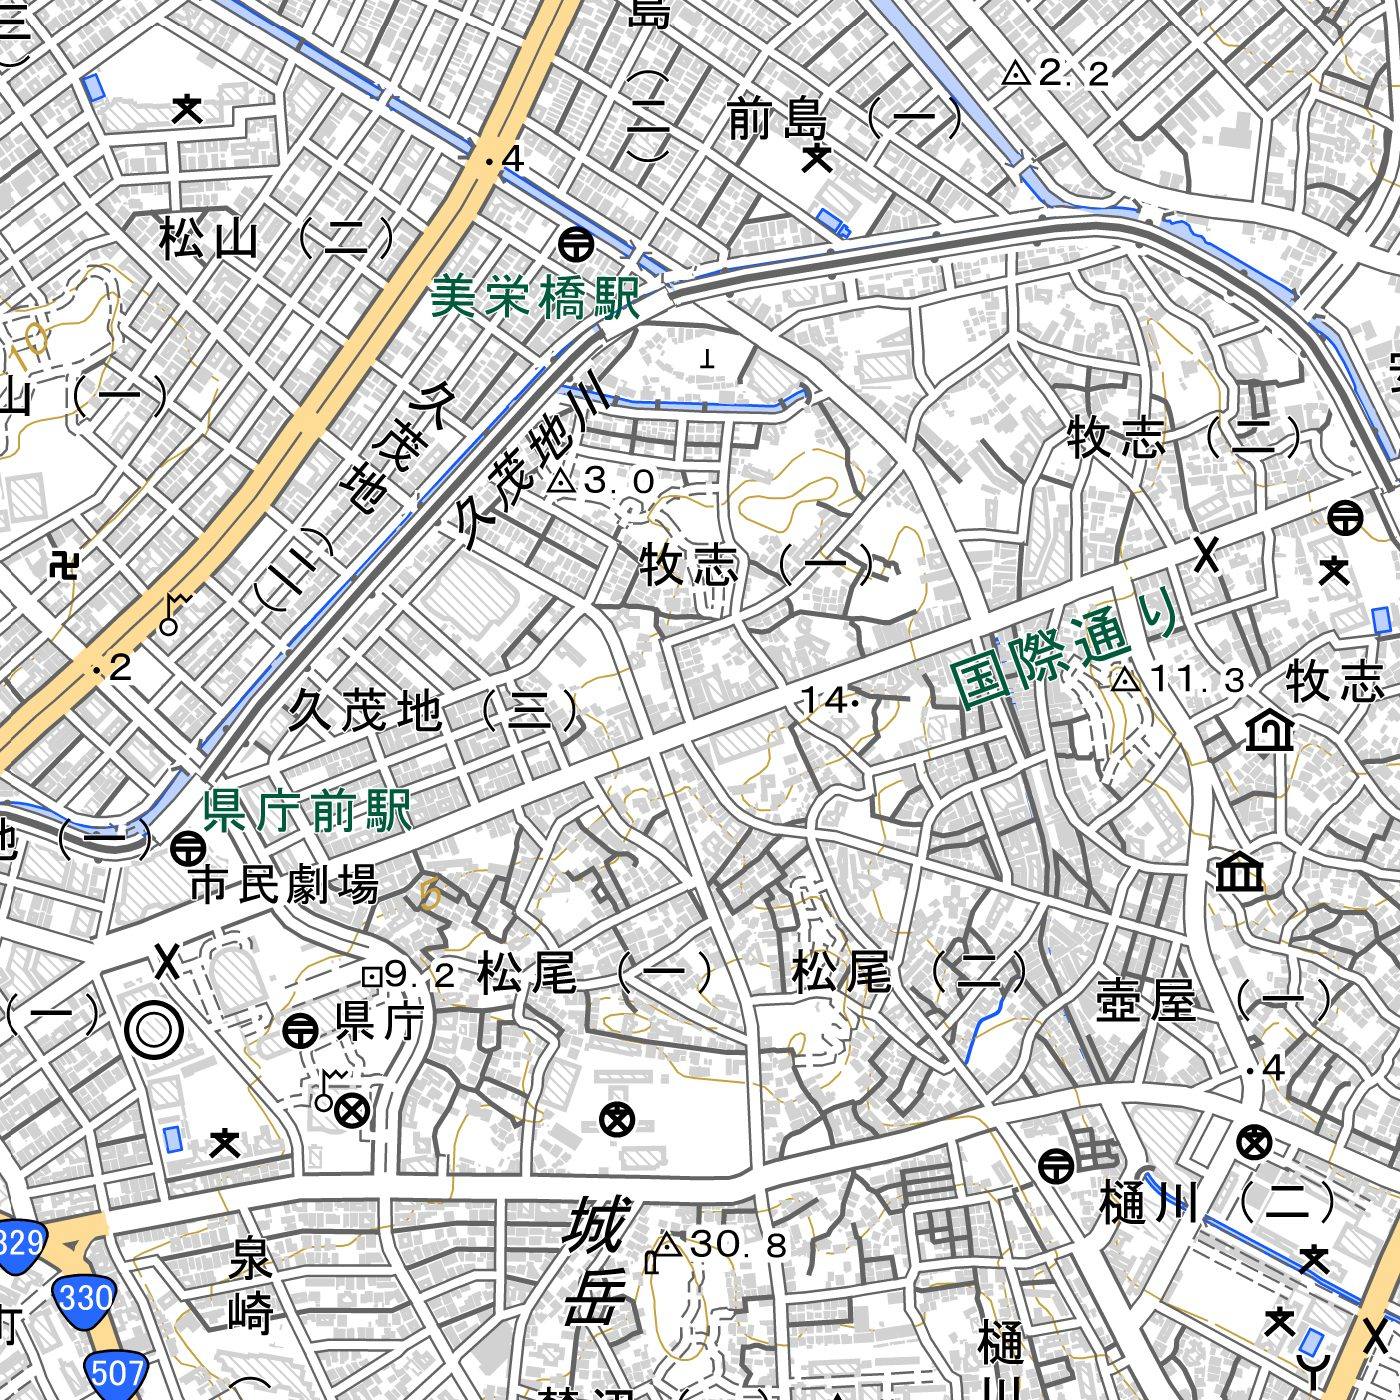 島（二）
2.2
前島（一）
4
松山（二）
美栄橋駅
10
山（一）
久茂地（二）
久茂地川
3.0
牧志（一）
牧志（二）
国際通り
2
久茂地（三）
14
11.3
牧志
県庁前駅
地（一）
市民劇場
5
9.2
県庁
松尾（一）
松尾（二）
壺屋（一）
（一）
4
樋川（二）
城岳
30.8
329
330
507
泉崎
町
樋川